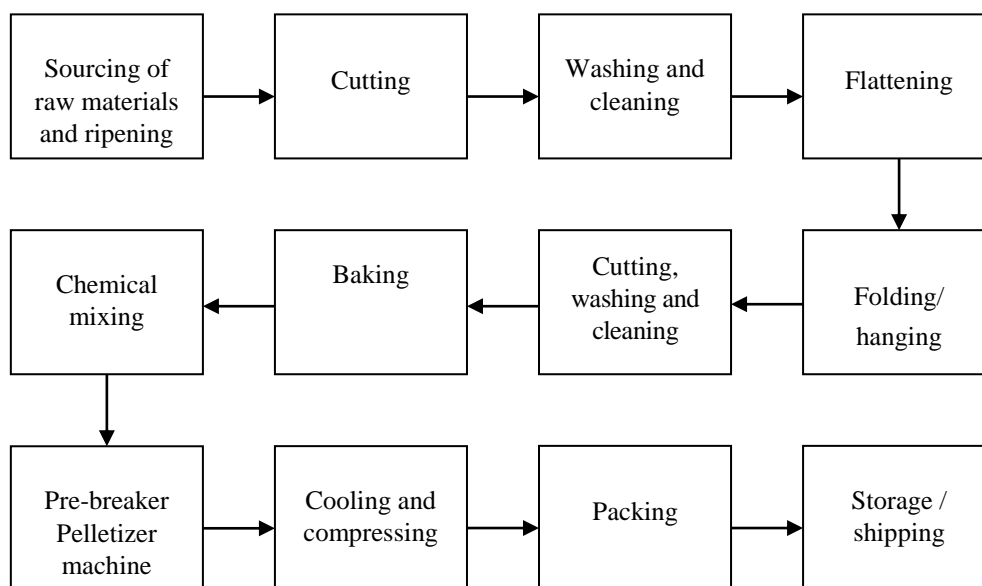 Sourcing of
raw materials
and ripening
Cutting
Washing and
cleaning
Flattening
Folding/
hanging
Cutting,
washing and
cleaning
Baking
Chemical
mixing
Pre-breaker
Pelletizer
machine
Cooling and
compressing
Packing
Storage /
shipping